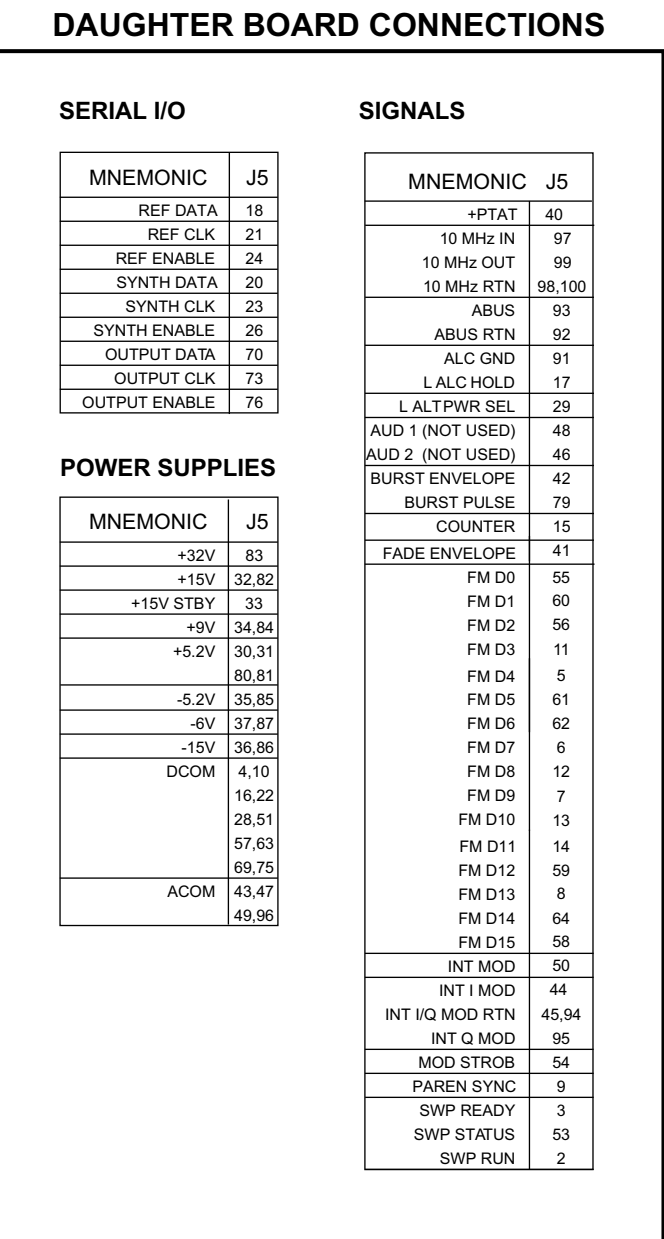 DAUGHTER BOARD CONNECTIONS
SERIAL I/O
MNEMONIC J5
REF DATA 18
REF CLK 21
REF ENABLE 24
SYNTH DATA 20
SYNTH CLK 23
SYNTH ENABLE 26
OUTPUT DATA 70
OUTPUT CLK 73
OUTPUT ENABLE 76
POWER SUPPLIES
MNEMONIC J5
+32V 83
+15V 32,82
+15V STBY 33
+9V 34,84
+5.2V 30,31
80,81
-5.2V 35,85
-6V 37,87
-15V 36,86
DCOM 4,10
16,22
28,51
57,63
69,75
ACOM 43,47
49,96
SIGNALS
MNEMONIC J5
+PTAT 40
10 MHz IN 97
10 MHz OUT 99
10 MHz RTN 98,100
ABUS 93
ABUS RTN 92
ALC GND 91
L ALC HOLD 17
L ALTPWR SEL 29
AUD 1 (NOT USED) 48
AUD 2 (NOT USED) 46
BURST ENVELOPE 42
BURST PULSE 79
COUNTER 15
FADE ENVELOPE 41
FM D0 55
FM D1 60
FM D2 56
FM D3 11
FM D4 5
FM D5 61
FM D6 62
FM D7 6
FM D8 12
FM D9 7
FM D10 13
FM D11 14
FM D12 59
FM D13 8
FM D14 64
FM D15 58
INT MOD 50
INT I MOD 44
INT I/Q MOD RTN 45,94
INT Q MOD 95
MOD STROB 54
PAREN SYNC 9
SWP READY 3
SWP STATUS 53
SWP RUN 2